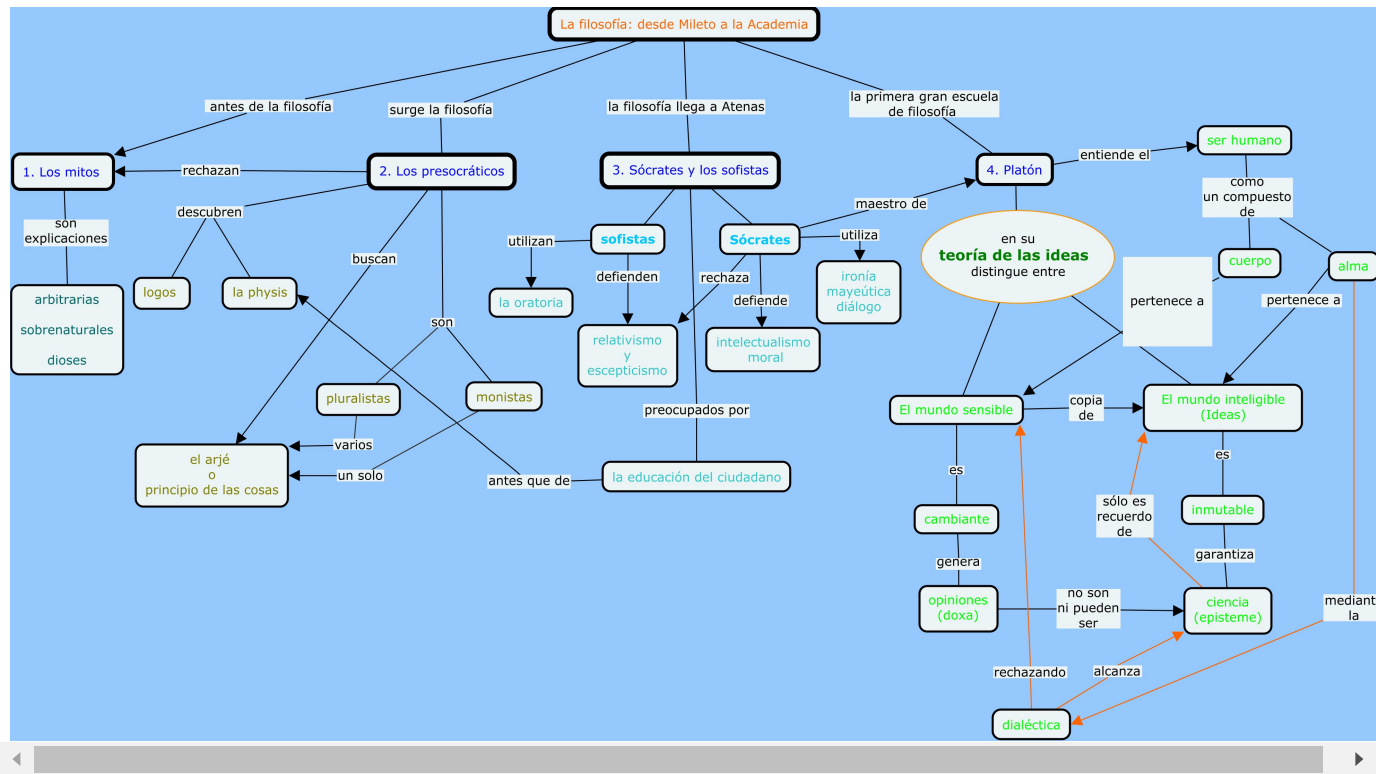 La filosofía: desde Mileto a la Academia
antes de la filosofía
surge la filosofía
la filosofía llega a Atenas
la primera gran escuela
de filosofía
1. Los mitos
rechazan
2. Los presocráticos
3. Sócrates y los sofistas
4. Platón
entiende el
ser humano
son
explicaciones
arbitrarias
sobrenaturales
dioses
descubren
logos
la physis
buscan
son
pluralistas
monistas
varios
un solo
el arjé
o
principio de las cosas
utilizan
sofistas
la oratoria
defienden
relativismo
y
escepticismo
Sócrates
maestro de
utiliza
ironía
mayeútica
diálogo
rechaza
defiende
intelectualismo
moral
preocupados por
la educación del ciudadano
antes que de
en su
teoría de las ideas
distingue entre
como
un compuesto
de
cuerpo
alma
pertenece a
pertenece a
El mundo sensible
copia
de
El mundo inteligible
(Ideas)
es
cambiante
genera
opiniones
(doxa)
no son
ni pueden
ser
es
inmutable
garantiza
ciencia
(episteme)
sólo es
recuerdo
de
mediant
la
rechazando
alcanza
dialéctica